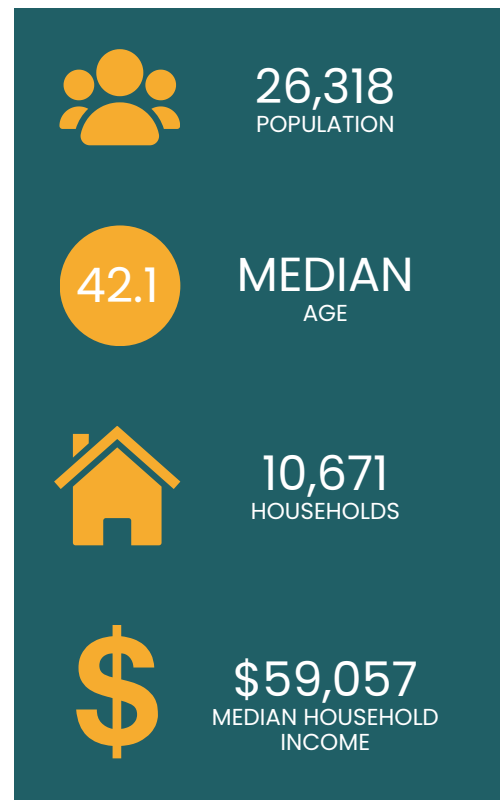 26,318
POPULATION
42.1
MEDIAN
AGE
10,671
HOUSEHOLDS
$
$59,057
MEDIAN HOUSEHOLD
INCOME